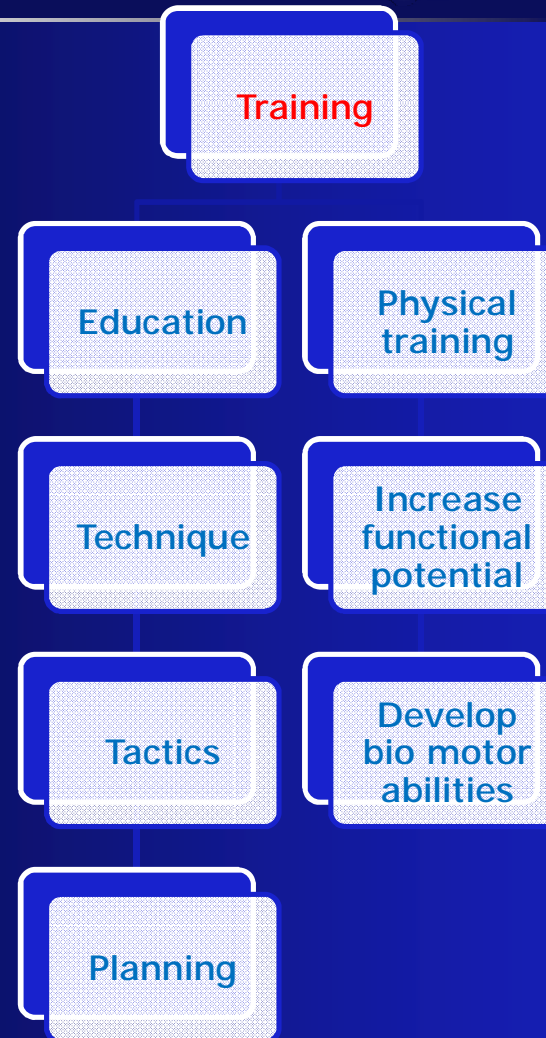 Training
Education
Physical
training
Technique
Increase
functional
potential
Tactics
Develop
bio motor
abilities
Planning